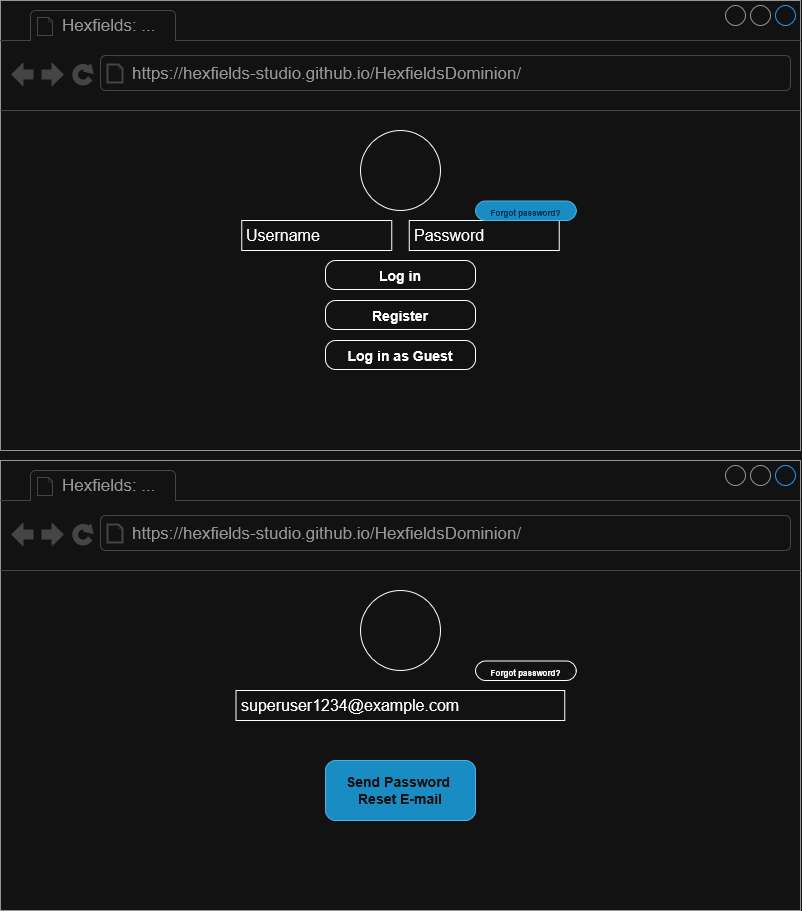 Hexfields: ...
https://hexfields-studio.github.io/HexfieldsDominion/
Forgot password?
Username
Password
Log in
Register
Log in as Guest
Hexfields: ...
https://hexfields-studio.github.io/HexfieldsDominion/
Forgot password?
superuser1234@example.com
Send Password
Reset E-mail